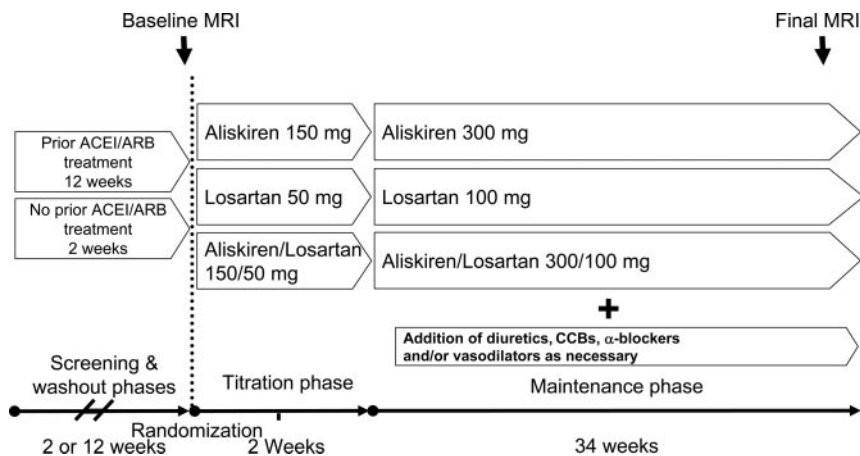 Baseline MRI
Final MRI
Prior ACEI/ARB
treatment
12 weeks
No prior ACEI/ARB
treatment
2 weeks
Aliskiren 150 mg
Aliskiren 300 mg
Losartan 50 mg
Losartan 100 mg
Aliskiren/Losartan
150/50 mg
Aliskiren/Losartan 300/100 mg
+
Addition of diuretics, CCBs, α-blockers
and/or vasodilators as necessary
Screening &
washout phases
Titration phase
Maintenance phase
Randomization
2 or 12 weeks
2 Weeks
34 weeks